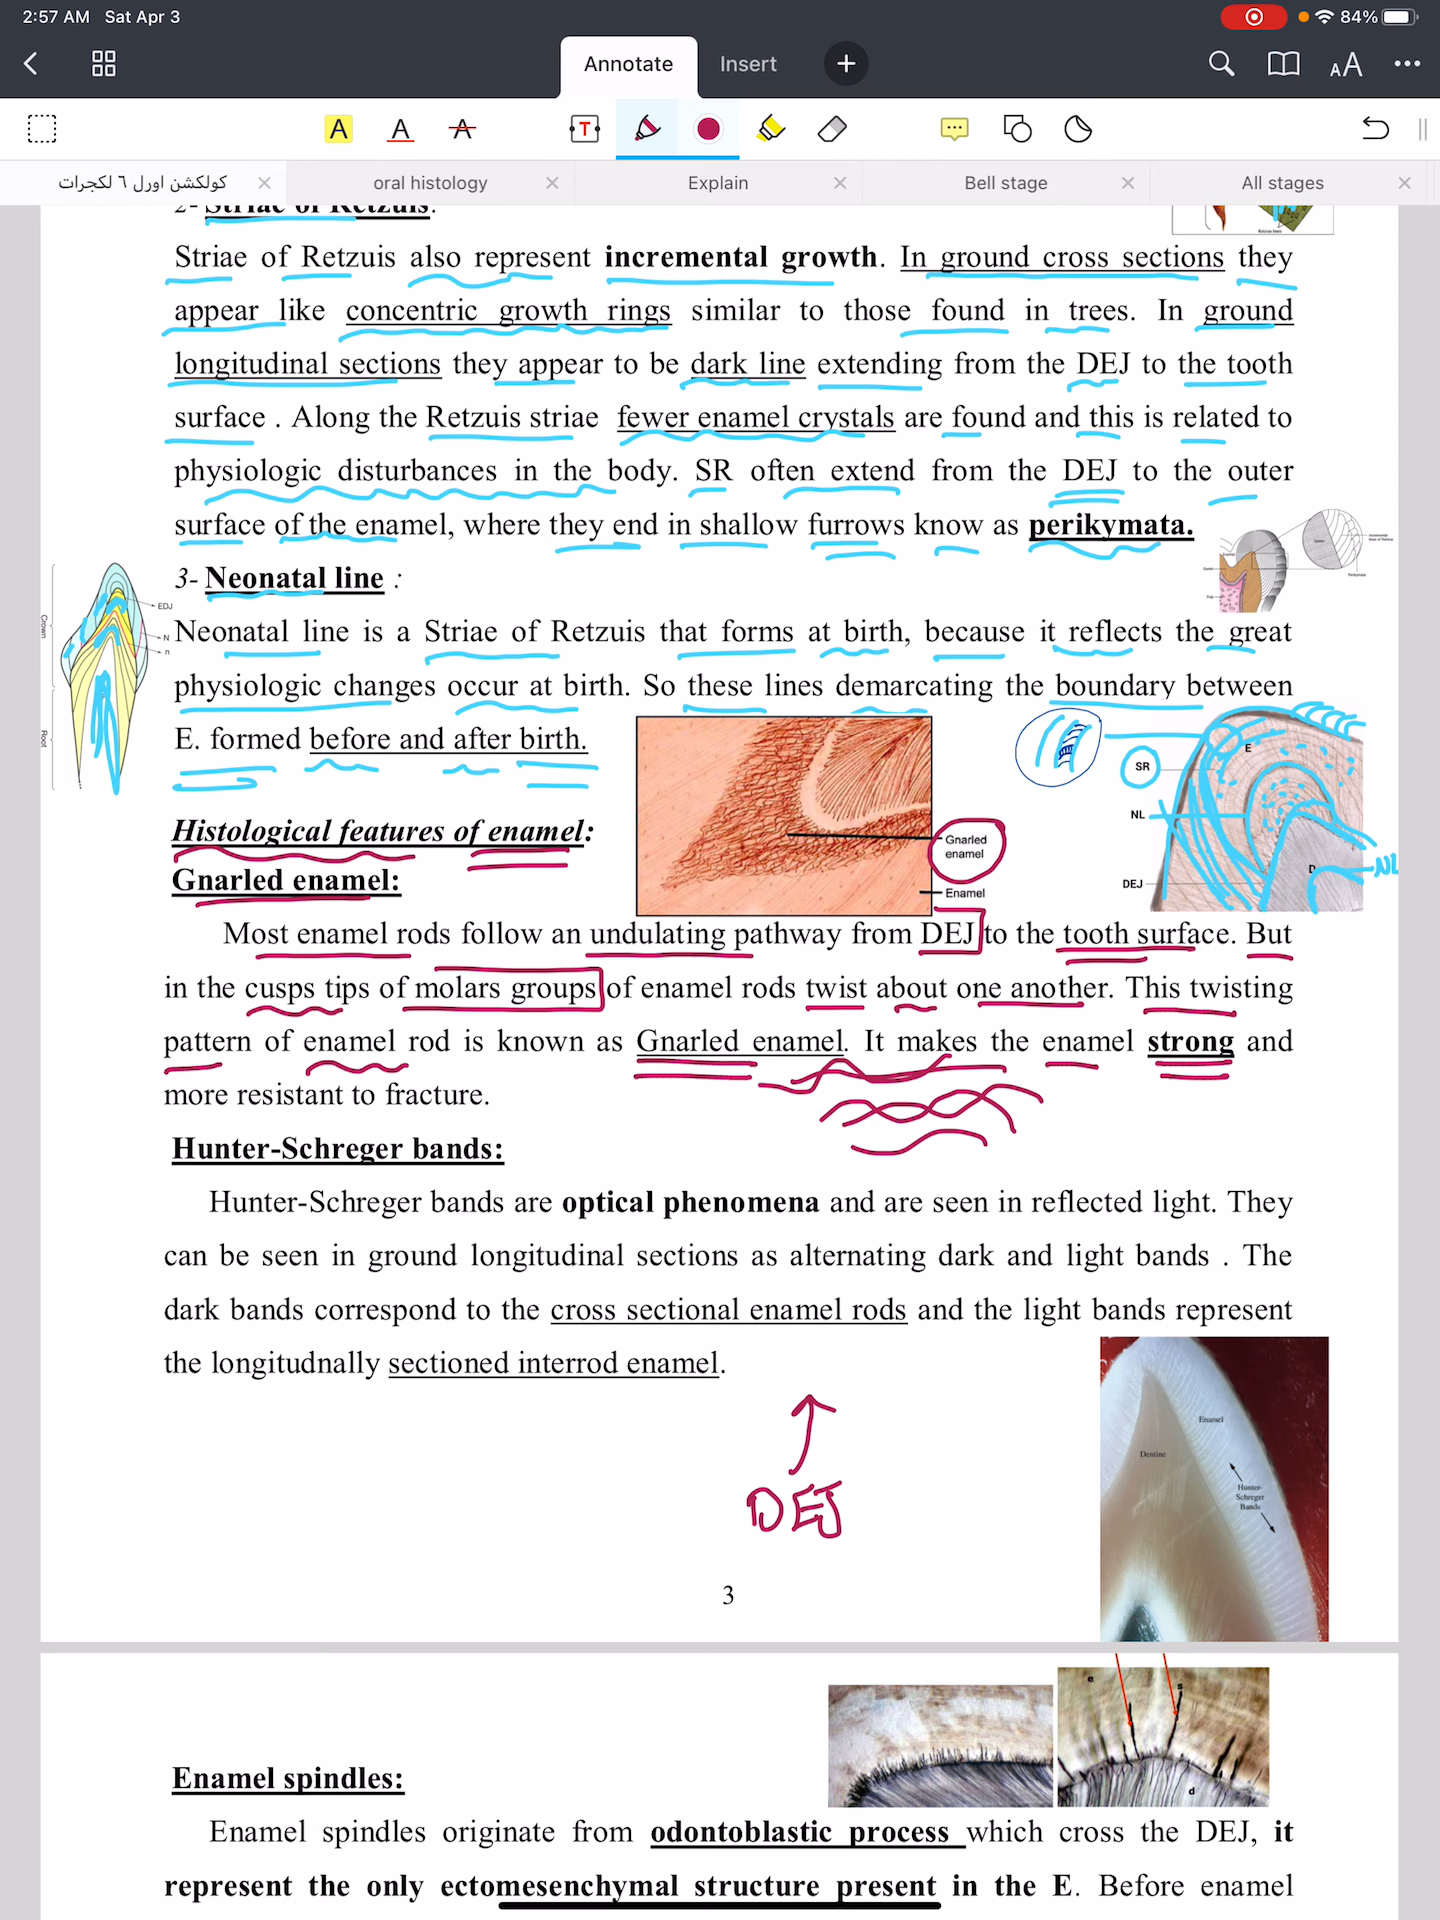 2:57 AM Sat Apr 3
84%
Annotate
Insert
AA
A A A T
كولكشن اورل ٦ لكجرات
oral histology
Explain
Bell stage
All stages
2- Striae of Retzuis:
Striae of Retzuis also represent incremental growth. In ground cross sections they
appear like concentric growth rings similar to those found in trees. In ground
longitudinal sections they appear to be dark line extending from the DEJ to the tooth
surface . Along the Retzuis striae fewer enamel crystals are found and this is related to
physiologic disturbances in the body. SR often extend from the DEJ to the outer
surface of the enamel, where they end in shallow furrows know as perikymata.
3- Neonatal line :
Crown
Root
EDJ
N
n
Neonatal line is a Striae of Retzuis that forms at birth, because it reflects the great
physiologic changes occur at birth. So these lines demarcating the boundary between
E. formed before and after birth.
Gnarled
enamel
Enamel
E
SR
NL
DEJ
D
NL
Histological features of enamel:
Gnarled enamel:
Most enamel rods follow an undulating pathway from DEJ to the tooth surface. But
in the cusps tips of molars groups of enamel rods twist about one another. This twisting
pattern of enamel rod is known as Gnarled enamel. It makes the enamel strong and
more resistant to fracture.
Hunter-Schreger bands:
Hunter-Schreger bands are optical phenomena and are seen in reflected light. They
can be seen in ground longitudinal sections as alternating dark and light bands . The
dark bands correspond to the cross sectional enamel rods and the light bands represent
the longitudnally sectioned interrod enamel.
DEJ
Enamel
Dentine
Hunter-
Schreger
Bands
3
e
s
d
Enamel spindles:
Enamel spindles originate from odontoblastic process which cross the DEJ, it
represent the only ectomesenchymal structure present in the E. Before enamel